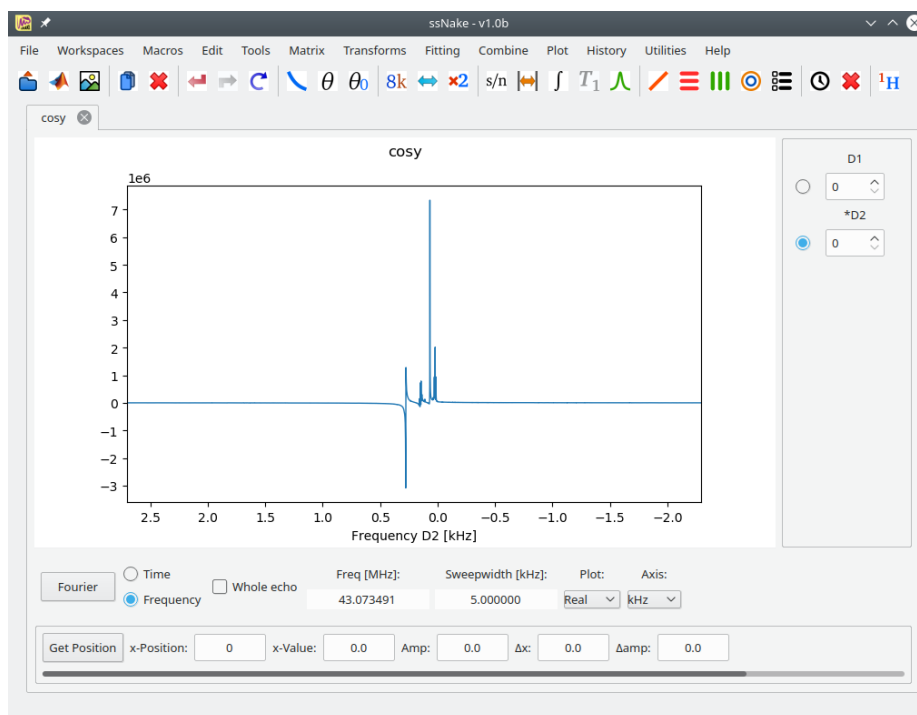 ssNake - v1.0b
File Workspaces Macros Edit Tools Matrix Transforms Fitting Combine Plot History Utilities Help
θ θ₀ 8k ×2 s/n ∫ T₁ ¹H
cosy
cosy
1e6
7
6
5
4
3
2
1
0
−1
−2
−3
2.5 2.0 1.5 1.0 0.5 0.0 −0.5 −1.0 −1.5 −2.0
Frequency D2 [kHz]
D1
0
*D2
0
Fourier
Time
Frequency
Whole echo
Freq [MHz]: Sweepwidth [kHz]: Plot: Axis:
43.073491 5.000000 Real kHz
Get Position x-Position: 0 x-Value: 0.0 Amp: 0.0 Δx: 0.0 Δamp: 0.0